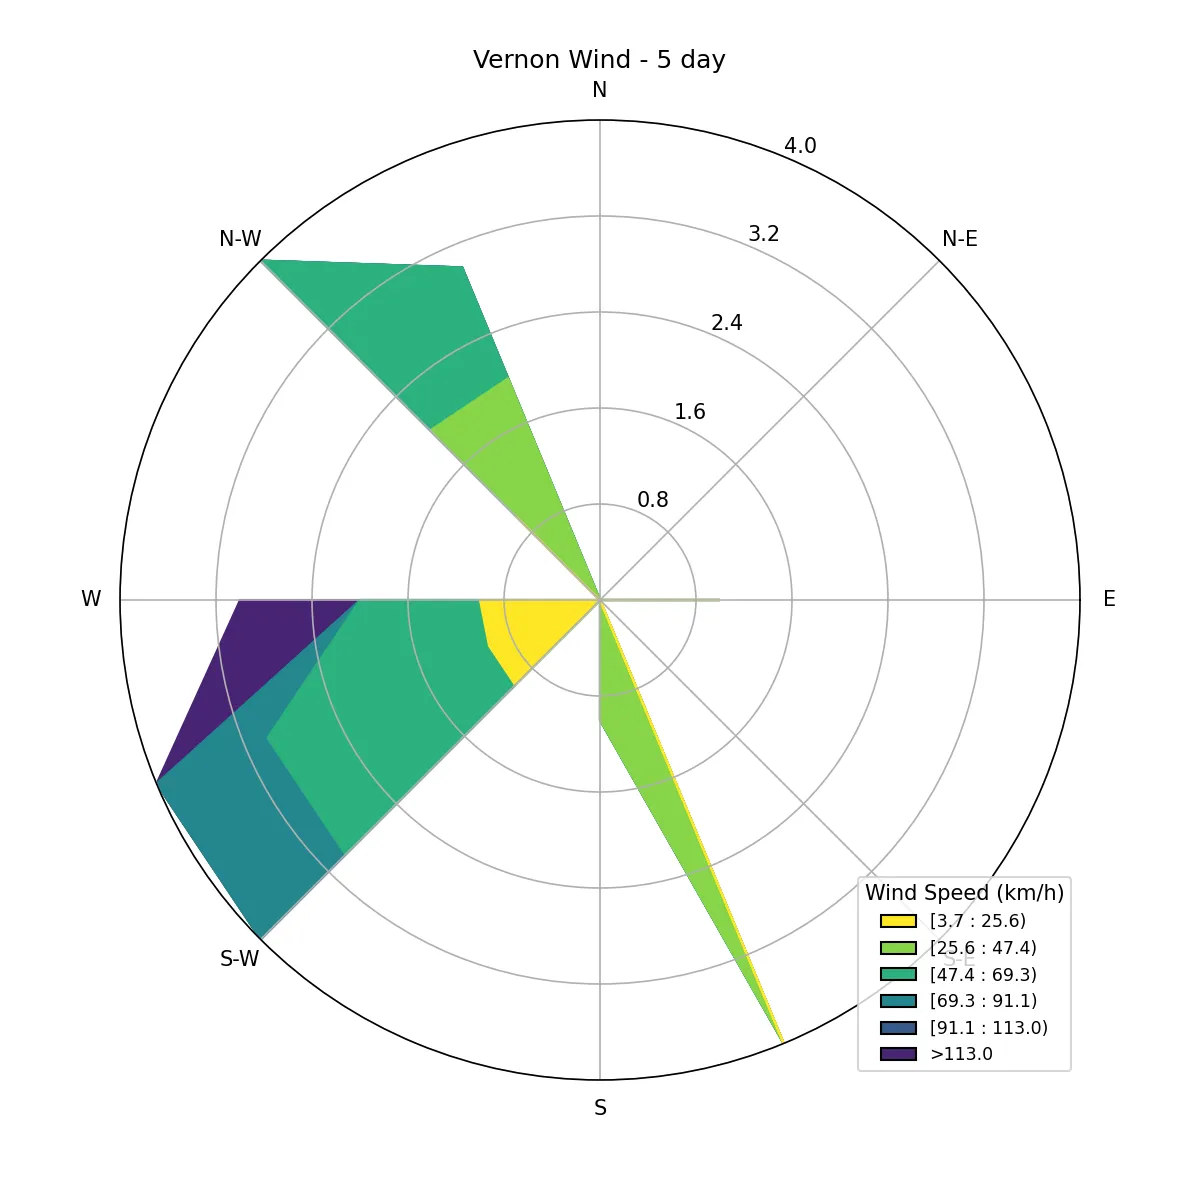 Vernon Wind - 5 day
N
4.0
N-W
3.2
N-E
2.4
1.6
0.8
W
E
S-W
S-E
S
Wind Speed (km/h)
[3.7 : 25.6)
[25.6 : 47.4)
[47.4 : 69.3)
[69.3 : 91.1)
[91.1 : 113.0)
>113.0